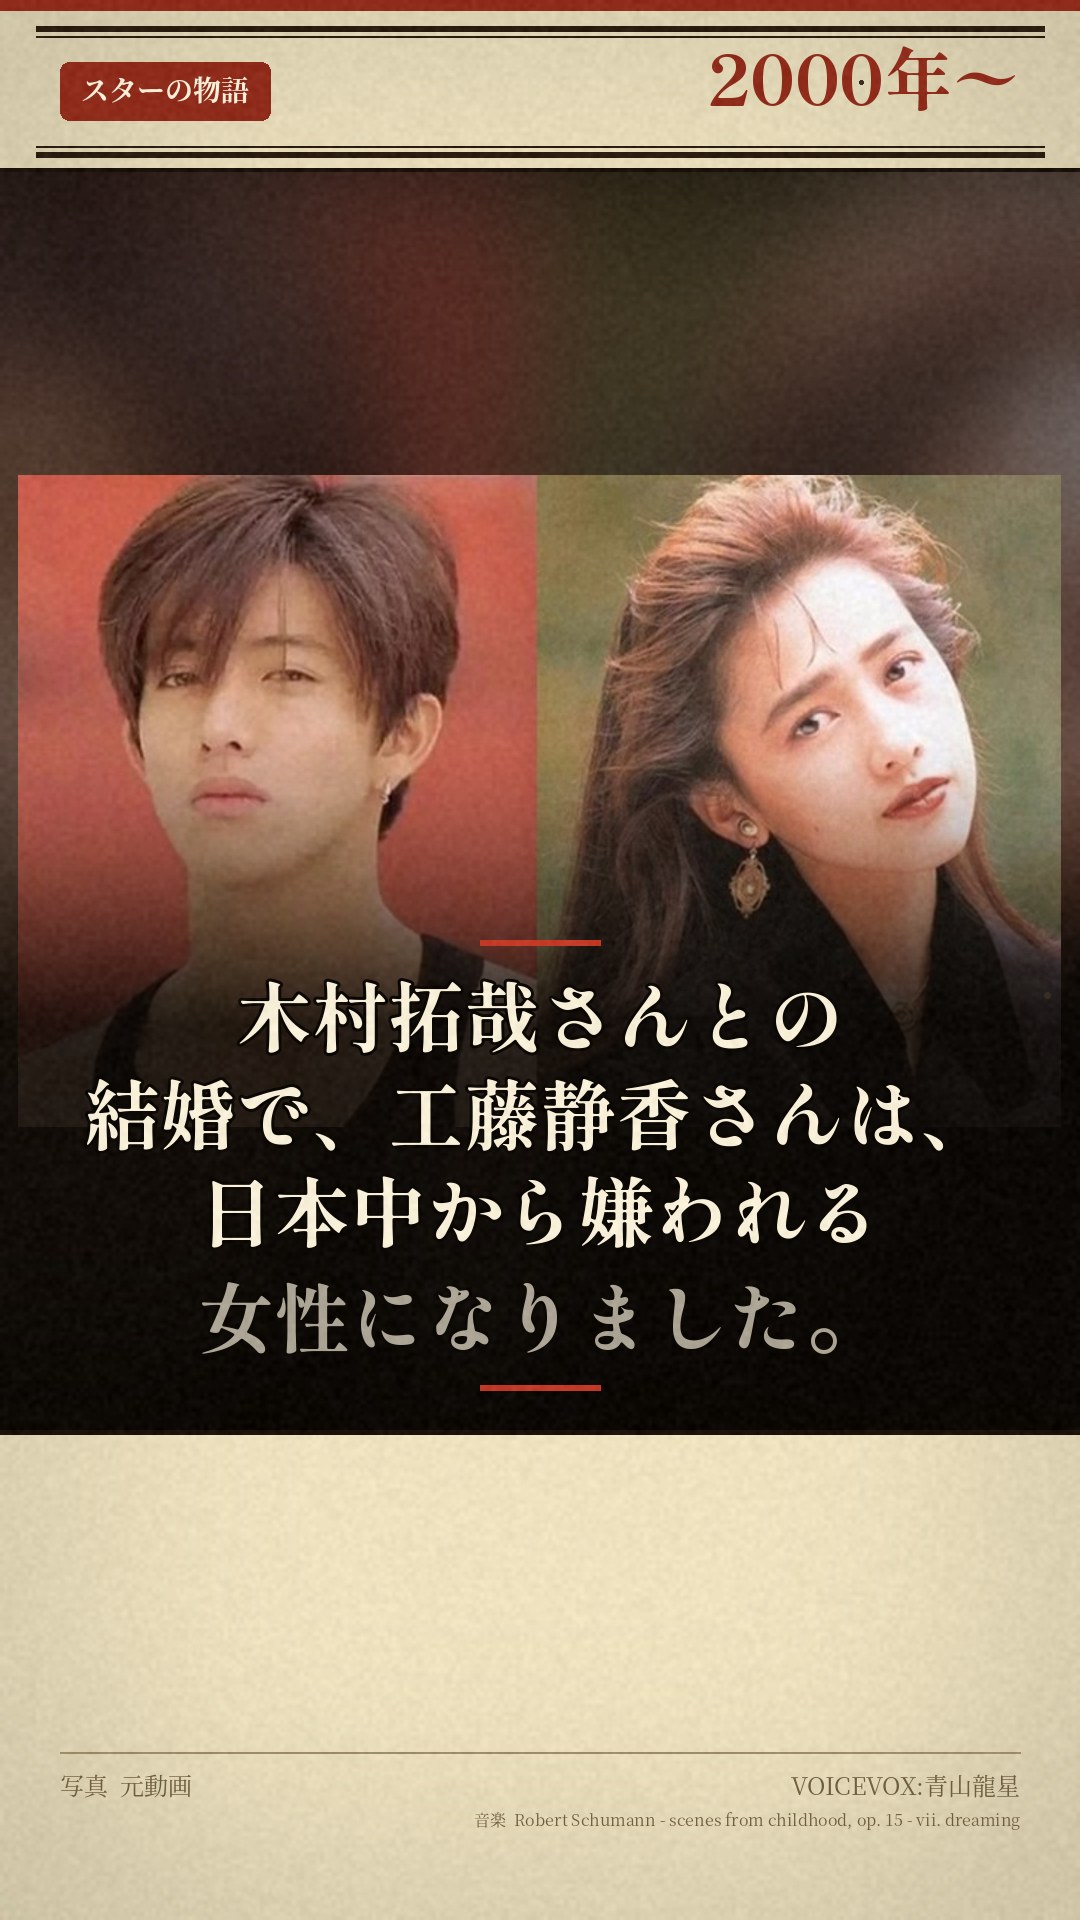 スターの物語
2000年～
木村拓哉さんとの
結婚で、工藤静香さんは、
日本中から嫌われる
女性になりました。
写真 元動画
VOICEVOX:青山龍星
音楽 Robert Schumann - scenes from childhood, op. 15 - vii. dreaming